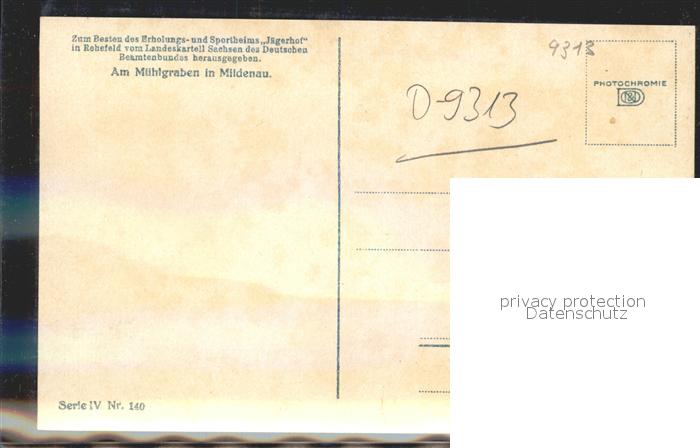 Zum Besten des Erholungs- und Sportheims „Jägerhof"
in Rehefeld vom Landeskartell Sachsen des Deutschen
Beamtenbundes herausgegeben.
Am Mühlgraben in Mildenau.
9313
D-9313
PHOTOCHROMIE
privacy protection
Datenschutz
Serie IV Nr. 140